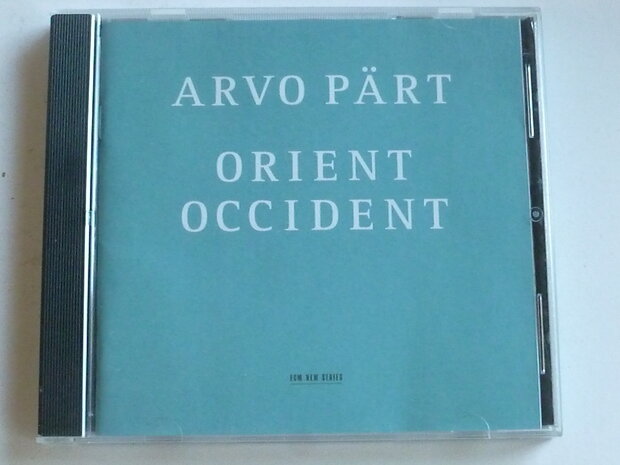 ARVO PÄRT
ORIENT
OCCIDENT
ECM NEW SERIES